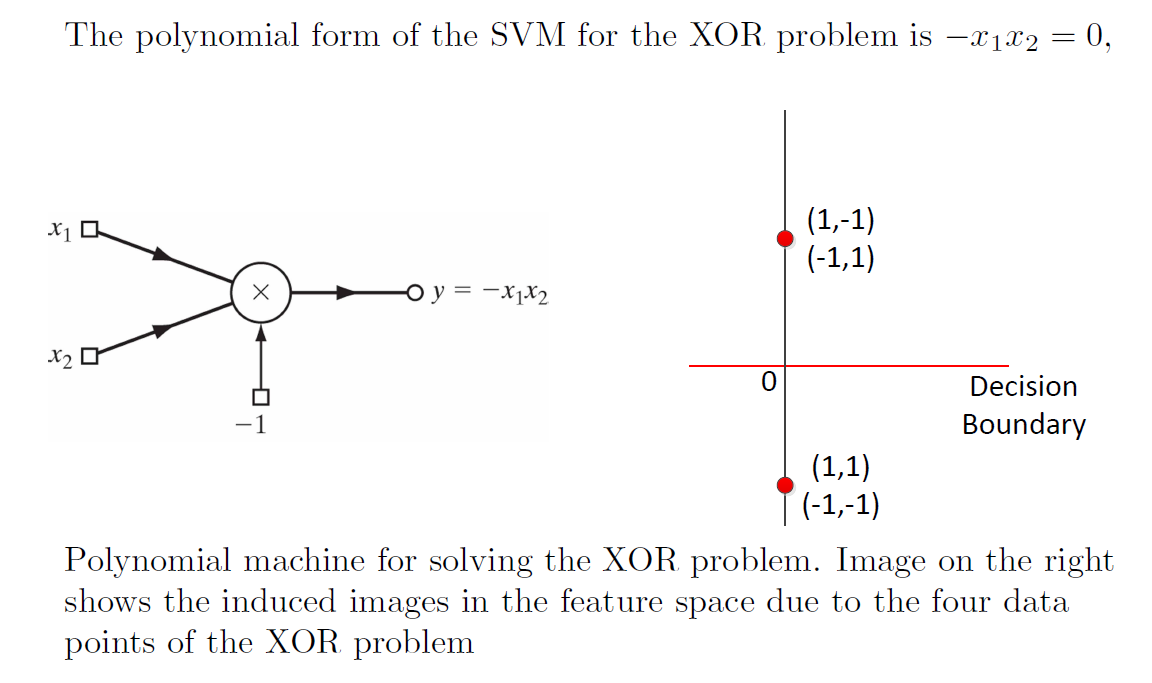 The polynomial form of the SVM for the XOR problem is −x₁x₂ = 0,
x₁
x₂
×
−1
y = −x₁x₂
(1,-1)
(-1,1)
0
Decision
Boundary
(1,1)
(-1,-1)
Polynomial machine for solving the XOR problem. Image on the right
shows the induced images in the feature space due to the four data
points of the XOR problem